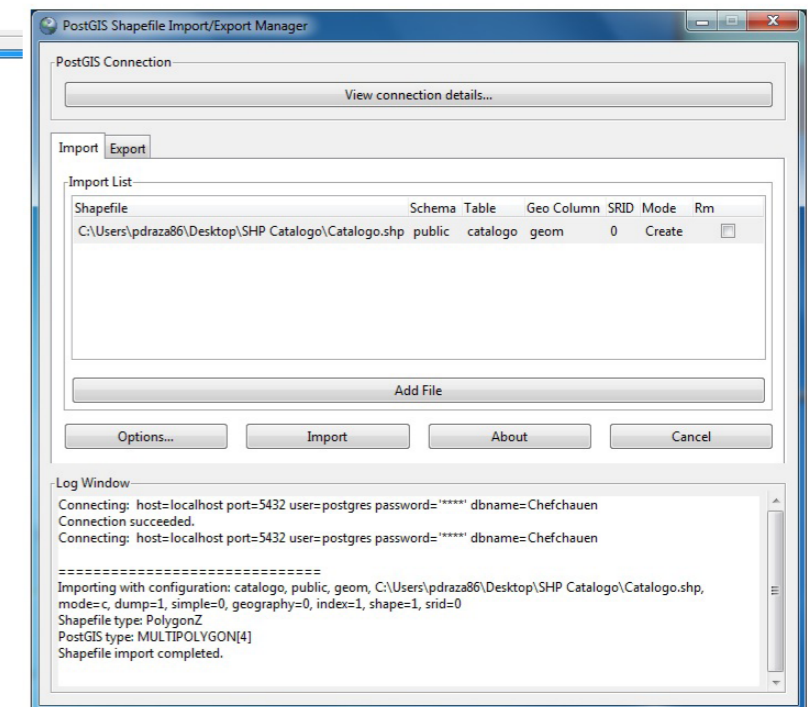 PostGIS Shapefile Import/Export Manager
PostGIS Connection
View connection details...
Import Export
Import List
Shapefile Schema Table Geo Column SRID Mode Rm
C:\Users\pdraza86\Desktop\SHP Catalogo\Catalogo.shp public catalogo geom 0 Create
Add File
Options... Import About Cancel
Log Window
Connecting: host=localhost port=5432 user=postgres password='****' dbname=Chefchauen
Connection succeeded.
Connecting: host=localhost port=5432 user=postgres password='****' dbname=Chefchauen
==============================
Importing with configuration: catalogo, public, geom, C:\Users\pdraza86\Desktop\SHP Catalogo\Catalogo.shp,
mode=c, dump=1, simple=0, geography=0, index=1, shape=1, srid=0
Shapefile type: PolygonZ
PostGIS type: MULTIPOLYGON[4]
Shapefile import completed.